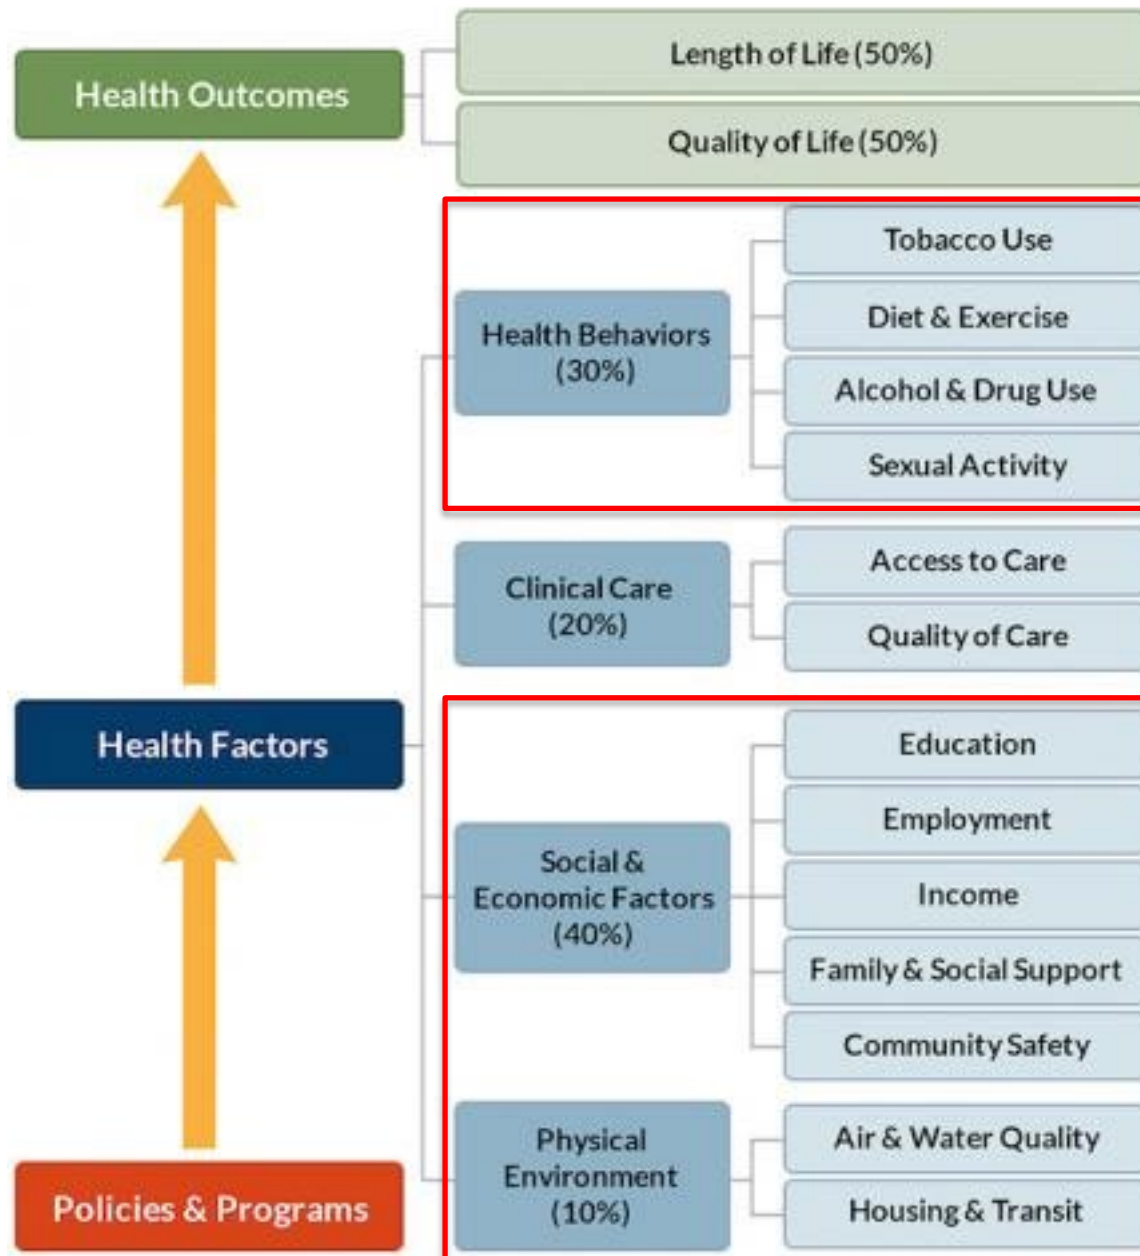 Health Outcomes
Length of Life (50%)
Quality of Life (50%)
Health Behaviors
(30%)
Tobacco Use
Diet & Exercise
Alcohol & Drug Use
Sexual Activity
Clinical Care
(20%)
Access to Care
Quality of Care
Health Factors
Social &
Economic Factors
(40%)
Education
Employment
Income
Family & Social Support
Community Safety
Physical
Environment
(10%)
Air & Water Quality
Housing & Transit
Policies & Programs